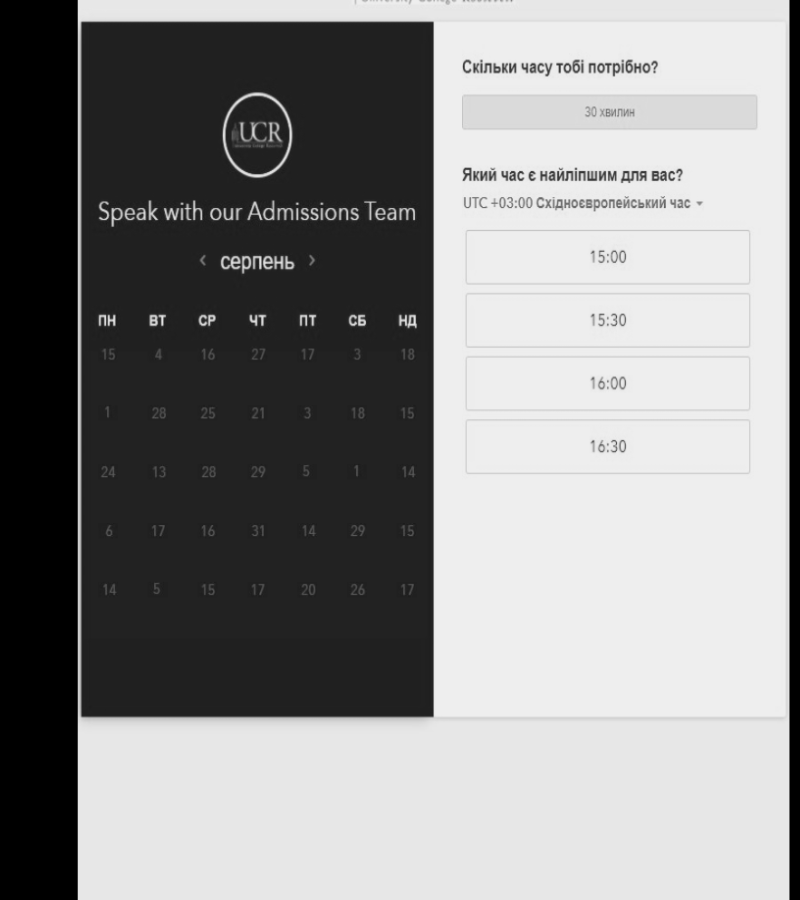 UCR
Speak with our Admissions Team
‹ серпень ›
ПН ВТ СР ЧТ ПТ СБ НД
15 4 16 27 17 3 18
1 28 25 21 3 18 15
24 13 28 29 5 1 14
6 17 16 31 14 29 15
14 5 15 17 20 26 17
Скільки часу тобі потрібно?
30 хвилин
Який час є найліпшим для вас?
UTC +03:00 Східноєвропейський час
15:00
15:30
16:00
16:30